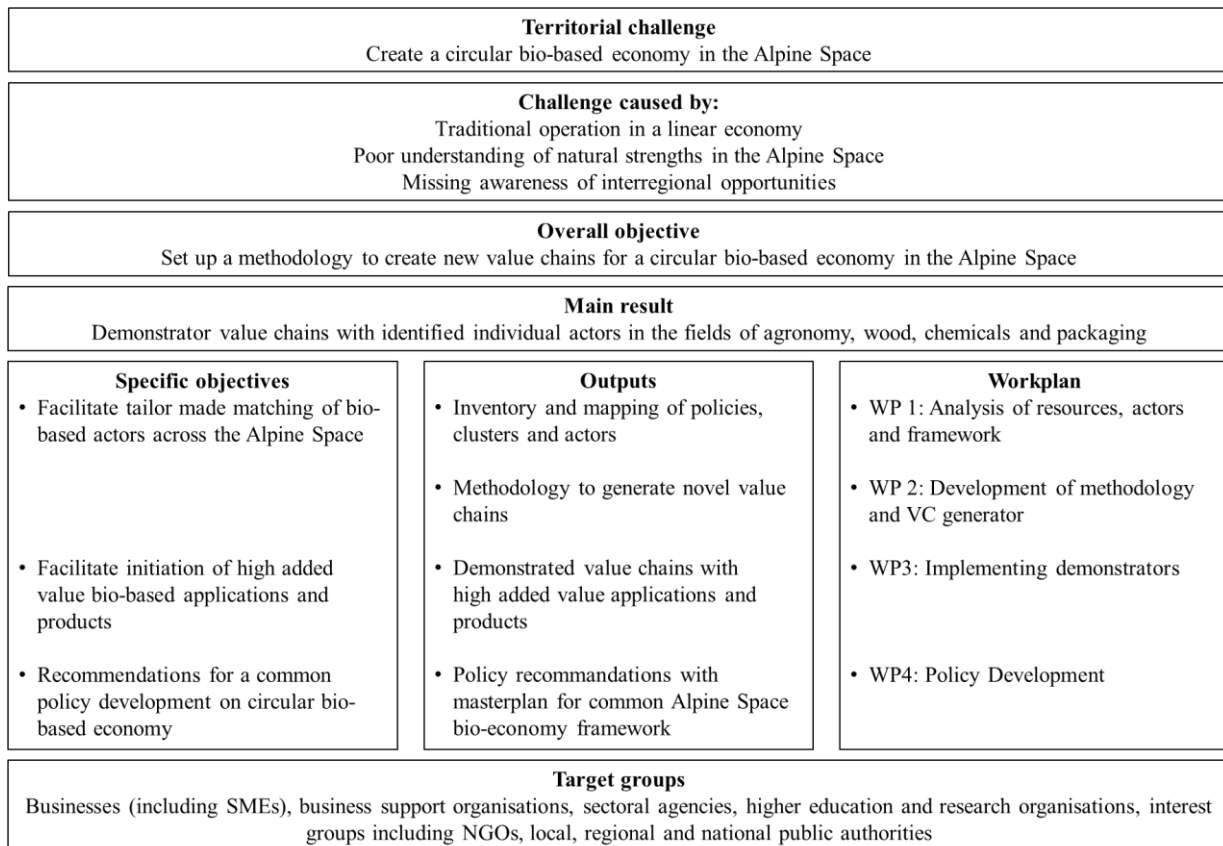 Territorial challenge
Create a circular bio-based economy in the Alpine Space
Challenge caused by:
Traditional operation in a linear economy
Poor understanding of natural strengths in the Alpine Space
Missing awareness of interregional opportunities
Overall objective
Set up a methodology to create new value chains for a circular bio-based economy in the Alpine Space
Main result
Demonstrator value chains with identified individual actors in the fields of agronomy, wood, chemicals and packaging
Specific objectives
• Facilitate tailor made matching of bio-
based actors across the Alpine Space
• Facilitate initiation of high added
value bio-based applications and
products
• Recommendations for a common
policy development on circular bio-
based economy
Outputs
• Inventory and mapping of policies,
clusters and actors
• Methodology to generate novel value
chains
• Demonstrated value chains with
high added value applications and
products
• Policy recommandations with
masterplan for common Alpine Space
bio-economy framework
Workplan
• WP 1: Analysis of resources, actors
and framework
• WP 2: Development of methodology
and VC generator
• WP3: Implementing demonstrators
• WP4: Policy Development
Target groups
Businesses (including SMEs), business support organisations, sectoral agencies, higher education and research organisations, interest
groups including NGOs, local, regional and national public authorities